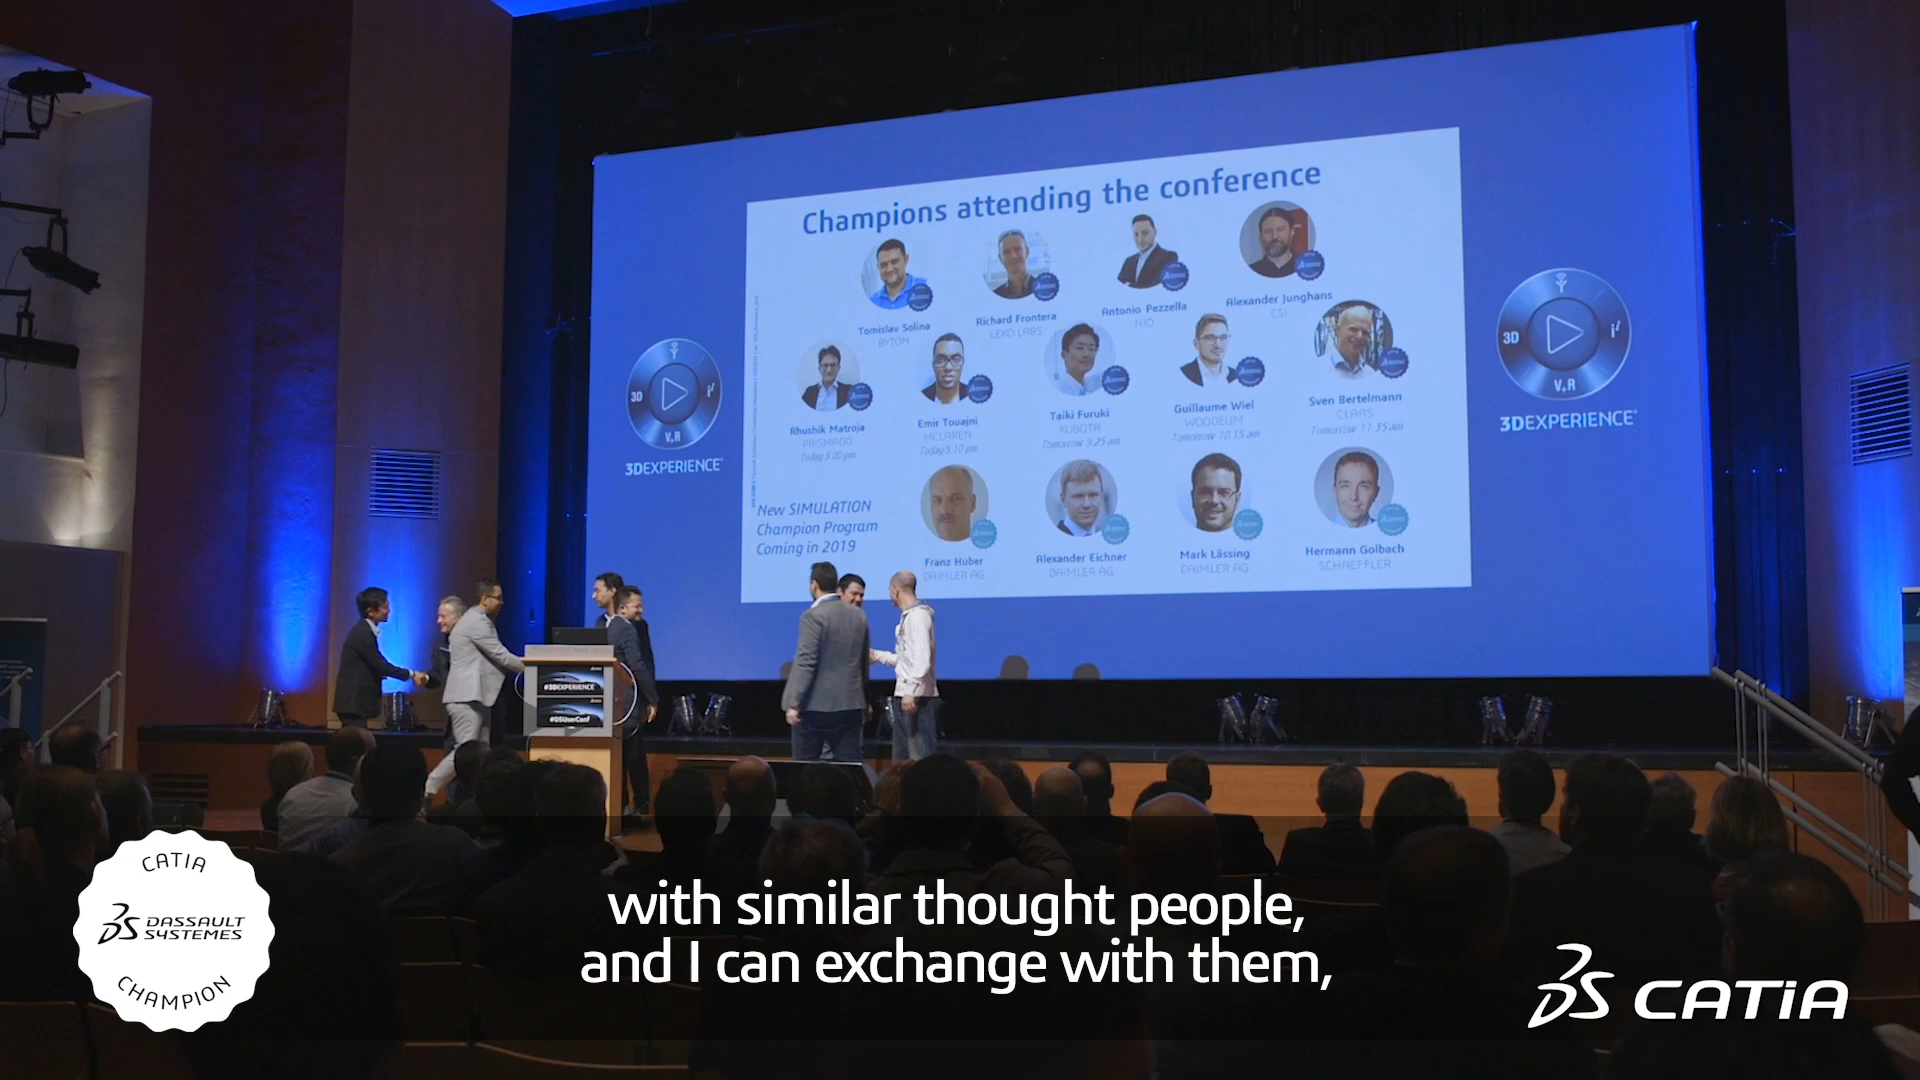 Champions attending the conference
Tomislav Solina
BYTON
Richard Frontera
LEKO LABS
Antonio Pezzella
NIO
Alexander Junghans
CSI
Rhushik Matroja
PRISMADD
Today 3.00 pm
Emir Touajni
MCLAREN
Today 5.10 pm
Taiki Furuki
KUBOTA
Tomorrow 9.25 am
Guillaume Wiel
WOODEUM
Tomorrow 10.15 am
Sven Bertelmann
CLAAS
Tomorrow 11.35 am
New SIMULATION
Champion Program
Coming in 2019
Franz Huber
DAIMLER AG
Alexander Eichner
DAIMLER AG
Mark Lässing
DAIMLER AG
Hermann Golbach
SCHAEFFLER
3D
V+R
3DEXPERIENCE
3D
V+R
3DEXPERIENCE
#3DEXPERIENCE
#DSUserConf
CATIA
DASSAULT
SYSTEMES
CHAMPION
with similar thought people,
and I can exchange with them,
CATIA